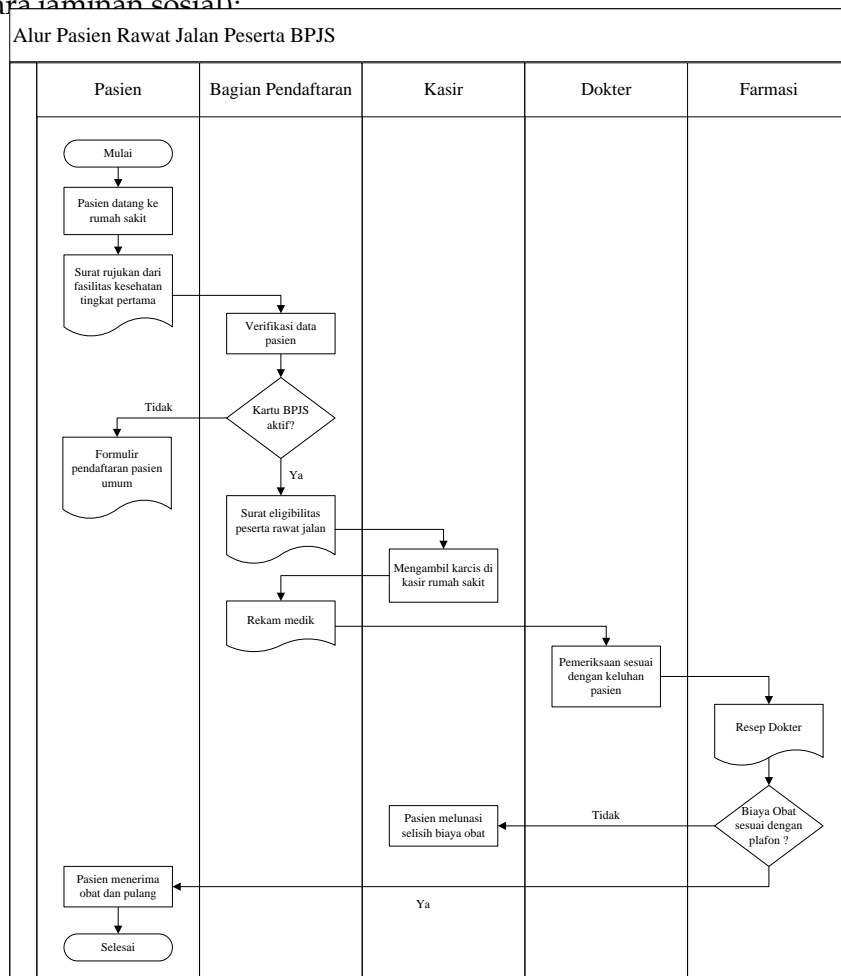 ara jaminan sosial):
Alur Pasien Rawat Jalan Peserta BPJS
Pasien
Bagian Pendaftaran
Kasir
Dokter
Farmasi
Mulai
Pasien datang ke
rumah sakit
Surat rujukan dari
fasilitas kesehatan
tingkat pertama
Verifikasi data
pasien
Kartu BPJS
aktif?
Tidak
Formulir
pendaftaran pasien
umum
Ya
Surat eligibilitas
peserta rawat jalan
Mengambil karcis di
kasir rumah sakit
Rekam medik
Pemeriksaan sesuai
dengan keluhan
pasien
Resep Dokter
Biaya Obat
sesuai dengan
plafon ?
Tidak
Pasien melunasi
selisih biaya obat
Ya
Pasien menerima
obat dan pulang
Selesai